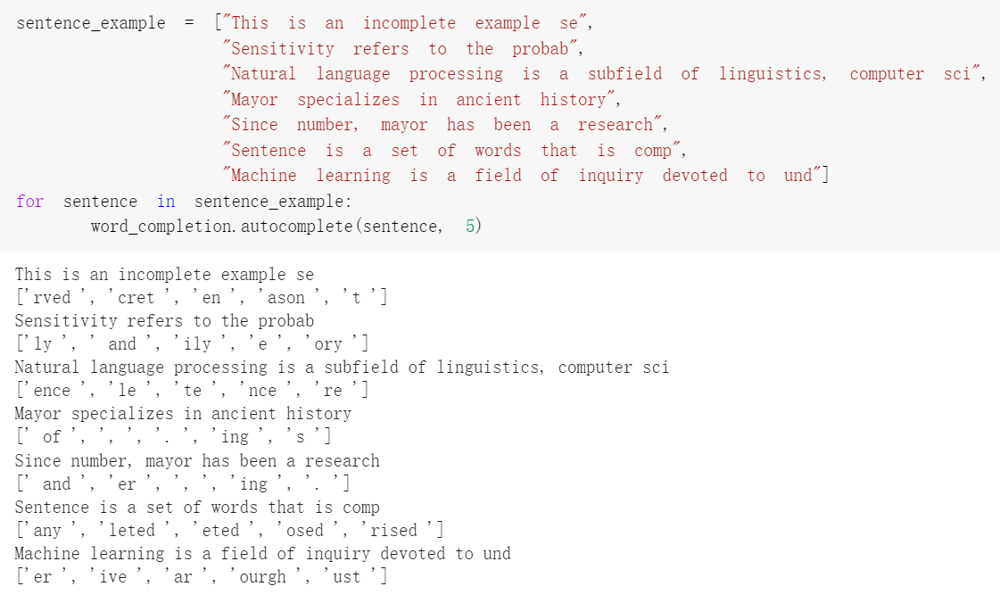 sentence_example = ["This is an incomplete example se",
"Sensitivity refers to the probab",
"Natural language processing is a subfield of linguistics, computer sci",
"Mayor specializes in ancient history",
"Since number, mayor has been a research",
"Sentence is a set of words that is comp",
"Machine learning is a field of inquiry devoted to und"]
for sentence in sentence_example:
word_completion.autocomplete(sentence, 5)
This is an incomplete example se
['rved ', 'cret ', 'en ', 'ason ', 't ']
Sensitivity refers to the probab
['ly ', ' and ', 'ily ', 'e ', 'ory ']
Natural language processing is a subfield of linguistics, computer sci
['ence ', 'le ', 'te ', 'nce ', 're ']
Mayor specializes in ancient history
[' of ', ', ', '. ', 'ing ', 's ']
Since number, mayor has been a research
[' and ', 'er ', ', ', 'ing ', '. ']
Sentence is a set of words that is comp
['any ', 'leted ', 'eted ', 'osed ', 'rised ']
Machine learning is a field of inquiry devoted to und
['er ', 'ive ', 'ar ', 'ourgh ', 'ust ']